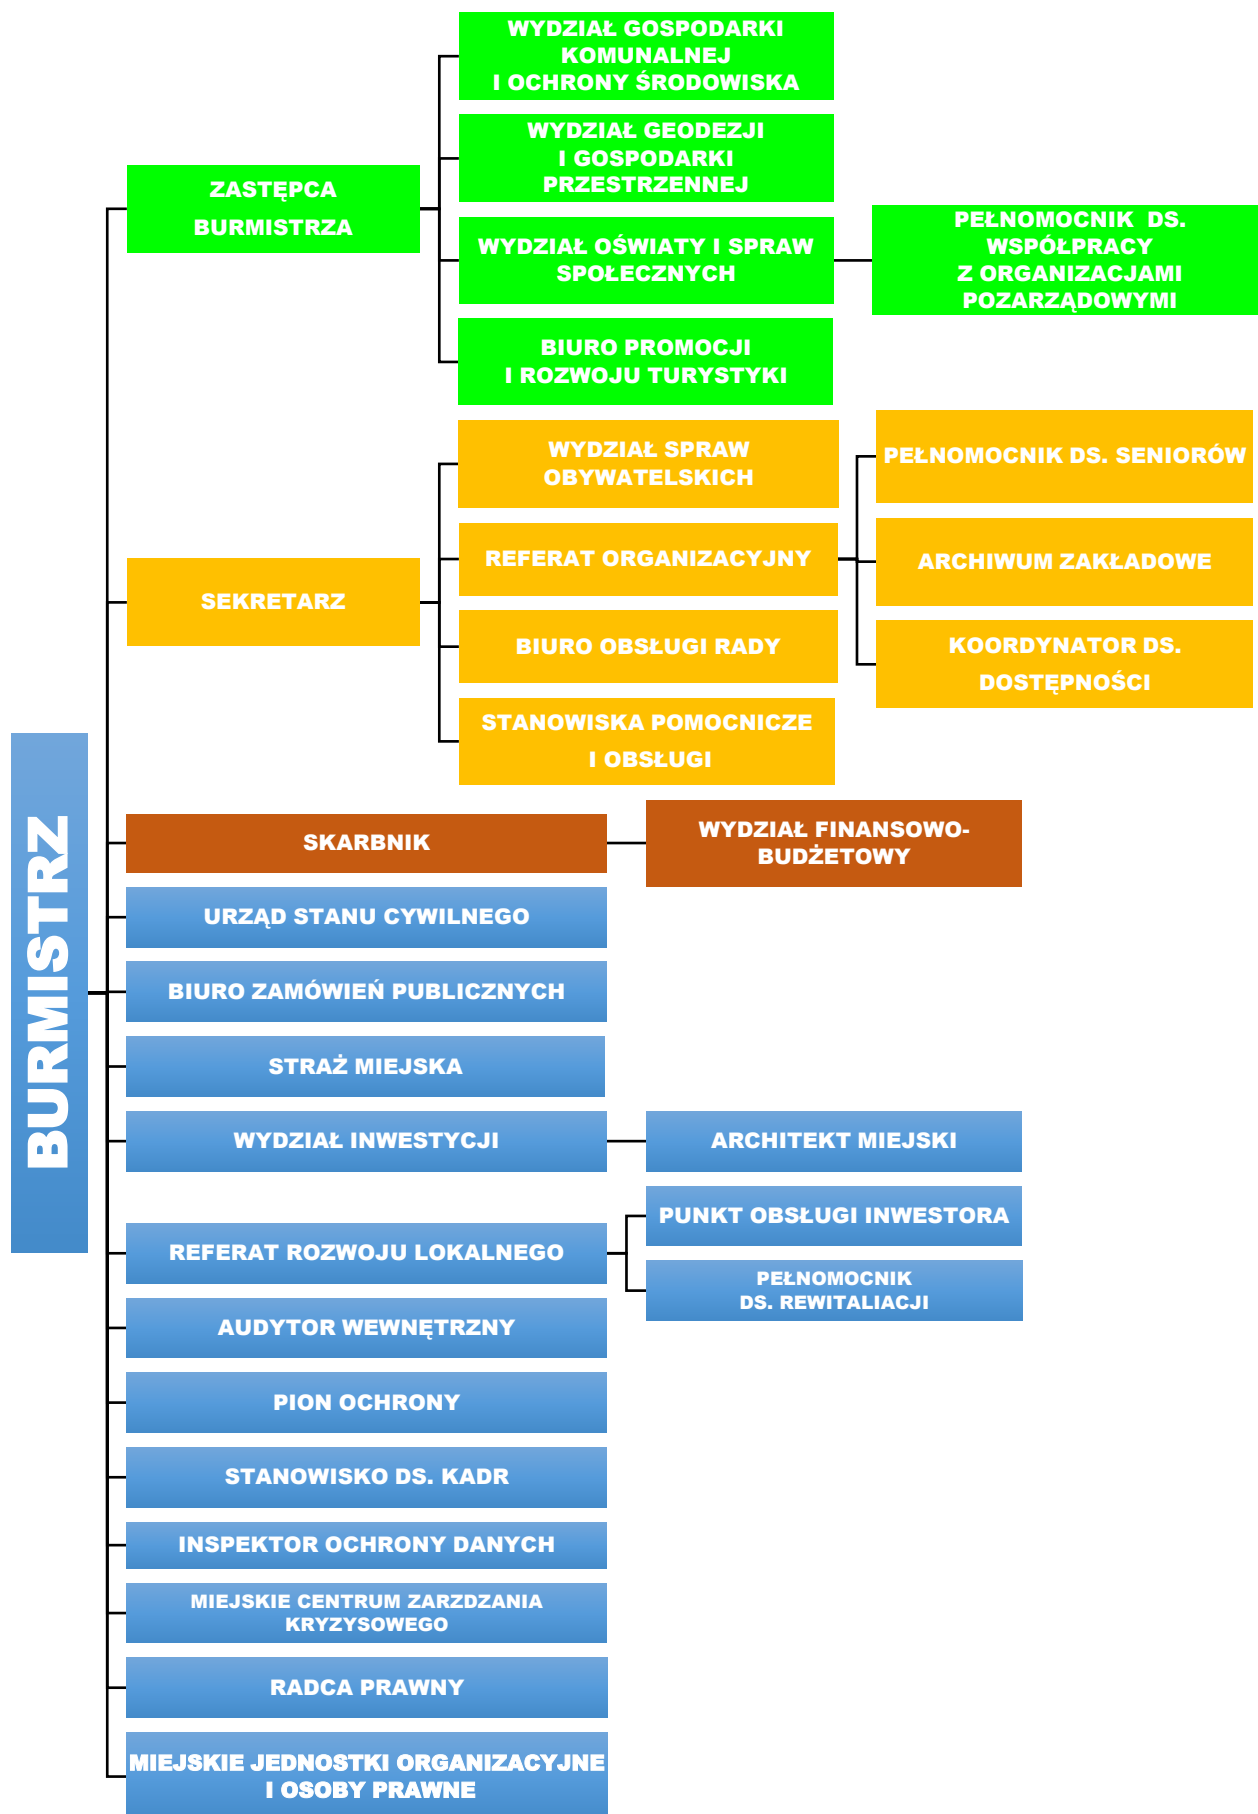 WYDZIAŁ GOSPODARKI
KOMUNALNEJ
I OCHRONY ŚRODOWISKA
WYDZIAŁ GEODEZJI
I GOSPODARKI
PRZESTRZENNEJ
ZASTĘPCA
BURMISTRZA
WYDZIAŁ OŚWIATY I SPRAW
SPOŁECZNYCH
PEŁNOMOCNIK DS.
WSPÓŁPRACY
Z ORGANIZACJAMI
POZARZĄDOWYMI
BIURO PROMOCJI
I ROZWOJU TURYSTYKI
WYDZIAŁ SPRAW
OBYWATELSKICH
PEŁNOMOCNIK DS. SENIORÓW
REFERAT ORGANIZACYJNY
ARCHIWUM ZAKŁADOWE
SEKRETARZ
BIURO OBSŁUGI RADY
KOORDYNATOR DS.
DOSTĘPNOŚCI
STANOWISKA POMOCNICZE
I OBSŁUGI
BURMISTRZ
SKARBNIK
WYDZIAŁ FINANSOWO-
BUDŻETOWY
URZĄD STANU CYWILNEGO
BIURO ZAMÓWIEŃ PUBLICZNYCH
STRAŻ MIEJSKA
WYDZIAŁ INWESTYCJI
ARCHITEKT MIEJSKI
PUNKT OBSŁUGI INWESTORA
REFERAT ROZWOJU LOKALNEGO
PEŁNOMOCNIK
DS. REWITALIACJI
AUDYTOR WEWNĘTRZNY
PION OCHRONY
STANOWISKO DS. KADR
INSPEKTOR OCHRONY DANYCH
MIEJSKIE CENTRUM ZARZDZANIA
KRYZYSOWEGO
RADCA PRAWNY
MIEJSKIE JEDNOSTKI ORGANIZACYJNE
I OSOBY PRAWNE